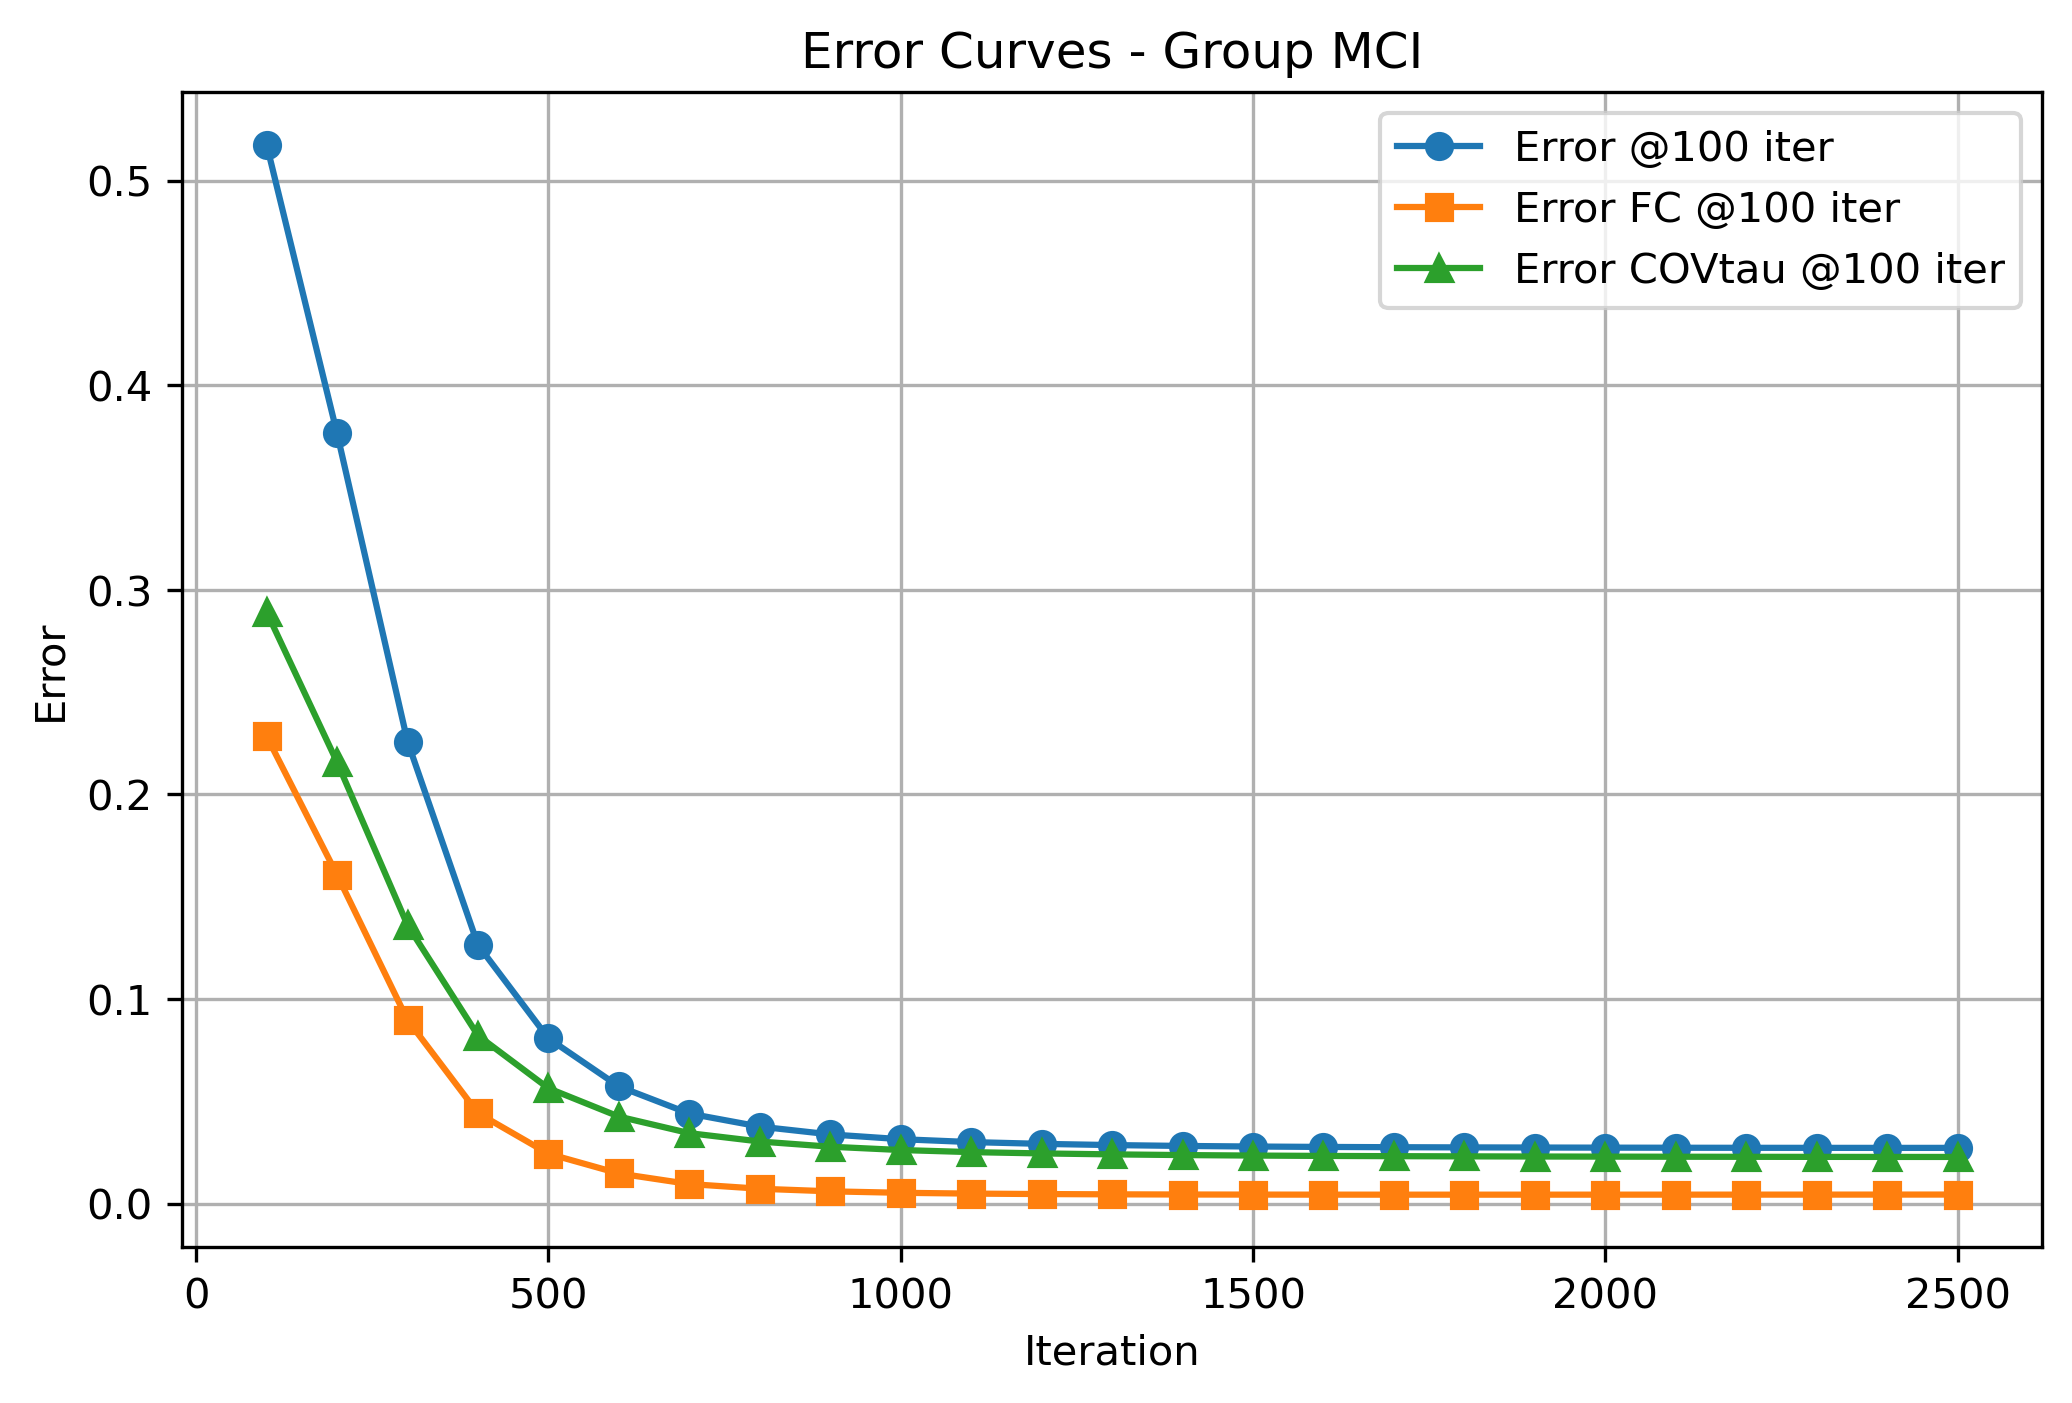 Error Curves - Group MCI
Error @100 iter
Error FC @100 iter
Error COVtau @100 iter
Error
0.5
0.4
0.3
0.2
0.1
0.0
0 500 1000 1500 2000 2500
Iteration